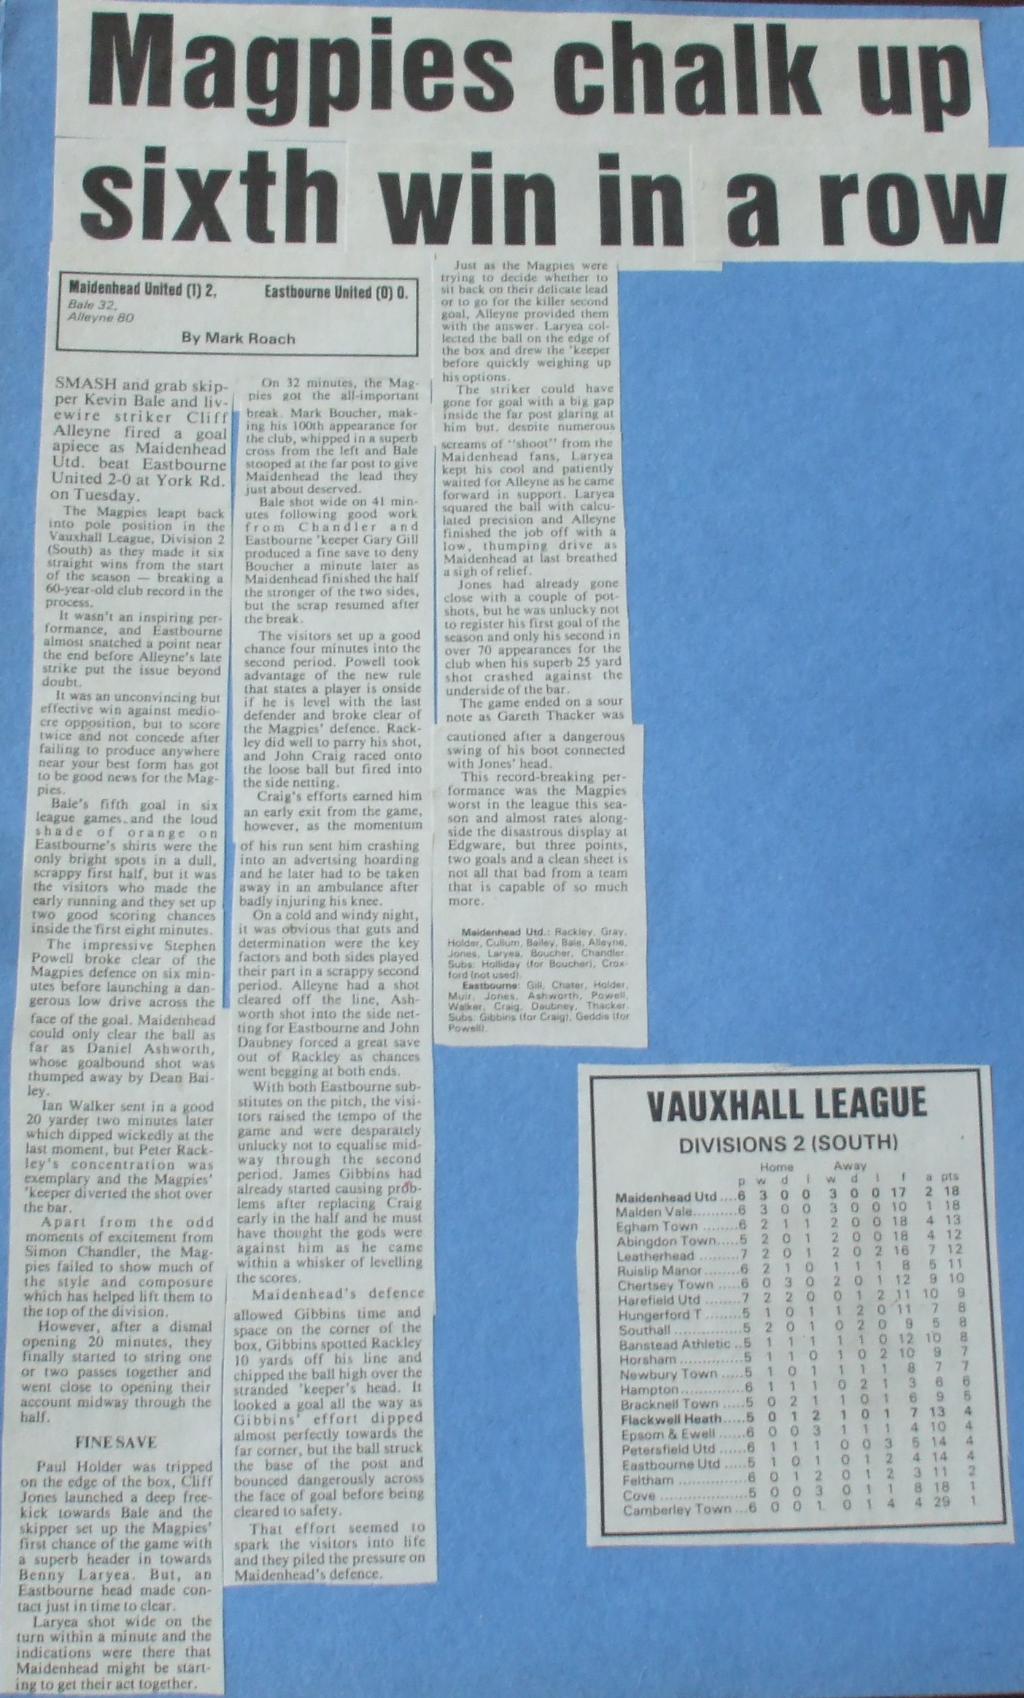 Magpies chalk up
sixth win in a row
Maidenhead United (1) 2, Eastbourne United (0) 0.
Bale 32,
Alleyne 80
By Mark Roach
SMASH and grab skip-
per Kevin Bale and liv-
ewire striker Cliff
Alleyne fired a goal
apiece as Maidenhead
Utd. beat Eastbourne
United 2-0 at York Rd.
on Tuesday.
The Magpies leapt back
into pole position in the
Vauxhall League, Division 2
(South) as they made it six
straight wins from the start
of the season — breaking a
60-year-old club record in the
process.
It wasn't an inspiring per-
formance, and Eastbourne
almost snatched a point near
the end before Alleyne's late
strike put the issue beyond
doubt.
It was an unconvincing but
effective win against medio-
cre opposition, but to score
twice and not concede after
failing to produce anywhere
near your best form has got
to be good news for the Mag-
pies.
Bale's fifth goal in six
league games, and the loud
shade of orange on
Eastbourne's shirts were the
only bright spots in a dull,
scrappy first half, but it was
the visitors who made the
early running and they set up
two good scoring chances
inside the first eight minutes.
The impressive Stephen
Powell broke clear of the
Magpies defence on six min-
utes before launching a dan-
gerous low drive across the
face of the goal. Maidenhead
could only clear the ball as
far as Daniel Ashworth,
whose goalbound shot was
thumped away by Dean Bai-
ley.
Ian Walker sent in a good
20 yarder two minutes later
which dipped wickedly at the
last moment, but Peter Rack-
ley's concentration was
exemplary and the Magpies'
'keeper diverted the shot over
the bar.
Apart from the odd
moments of excitement from
Simon Chandler, the Mag-
pies failed to show much of
the style and composure
which has helped lift them to
the top of the division.
However, after a dismal
opening 20 minutes, they
finally started to string one
or two passes together and
went close to opening their
account midway through the
half.
FINE SAVE
Paul Holder was tripped
on the edge of the box, Cliff
Jones launched a deep free-
kick towards Bale and the
skipper set up the Magpies'
first chance of the game with
a superb header in towards
Benny Laryea. But, an
Eastbourne head made con-
tact just in time to clear.
Laryea shot wide on the
turn within a minute and the
indications were there that
Maidenhead might be start-
ing to get their act together.
On 32 minutes, the Mag-
pies got the all-important
break. Mark Boucher, mak-
ing his 100th appearance for
the club, whipped in a superb
cross from the left and Bale
stooped at the far post to give
Maidenhead the lead they
just about deserved.
Bale shot wide on 41 min-
utes following good work
from Chandler and
Eastbourne 'keeper Gary Gill
produced a fine save to deny
Boucher a minute later as
Maidenhead finished the half
the stronger of the two sides,
but the scrap resumed after
the break.
The visitors set up a good
chance four minutes into the
second period. Powell took
advantage of the new rule
that states a player is onside
if he is level with the last
defender and broke clear of
the Magpies' defence. Rack-
ley did well to parry his shot,
and John Craig raced onto
the loose ball but fired into
the side netting.
Craig's efforts earned him
an early exit from the game,
however, as the momentum
of his run sent him crashing
into an advertsing hoarding
and he later had to be taken
away in an ambulance after
badly injuring his knee.
On a cold and windy night,
it was obvious that guts and
determination were the key
factors and both sides played
their part in a scrappy second
period. Alleyne had a shot
cleared off the line, Ash-
worth shot into the side net-
ting for Eastbourne and John
Daubney forced a great save
out of Rackley as chances
went begging at both ends.
With both Eastbourne sub-
stitutes on the pitch, the visi-
tors raised the tempo of the
game and were desparately
unlucky not to equalise mid-
way through the second
period. James Gibbins had
already started causing prob-
lems after replacing Craig
early in the half and he must
have thought the gods were
against him as he came
within a whisker of levelling
the scores.
Maidenhead's defence
allowed Gibbins time and
space on the corner of the
box, Gibbins spotted Rackley
10 yards off his line and
chipped the ball high over the
stranded 'keeper's head. It
looked a goal all the way as
Gibbins' effort dipped
almost perfectly towards the
far corner, but the ball struck
the base of the post and
bounced dangerously across
the face of goal before being
cleared to safety.
That effort seemed to
spark the visitors into life
and they piled the pressure on
Maidenhead's defence.
Just as the Magpies were
trying to decide whether to
sit back on their delicate lead
or to go for the killer second
goal, Alleyne provided them
with the answer. Laryea col-
lected the ball on the edge of
the box and drew the 'keeper
before quickly weighing up
his options.
The striker could have
gone for goal with a big gap
inside the far post glaring at
him but, despite numerous
screams of "shoot" from the
Maidenhead fans, Laryea
kept his cool and patiently
waited for Alleyne as he came
forward in support. Laryea
squared the ball with calcu-
lated precision and Alleyne
finished the job off with a
low, thumping drive as
Maidenhead at last breathed
a sigh of relief.
Jones had already gone
close with a couple of pot-
shots, but he was unlucky not
to register his first goal of the
season and only his second in
over 70 appearances for the
club when his superb 25 yard
shot crashed against the
underside of the bar.
The game ended on a sour
note as Gareth Thacker was
cautioned after a dangerous
swing of his boot connected
with Jones' head.
This record-breaking per-
formance was the Magpies
worst in the league this sea-
son and almost rates along-
side the disastrous display at
Edgware, but three points,
two goals and a clean sheet is
not all that bad from a team
that is capable of so much
more.
Maidenhead Utd.: Rackley, Gray,
Holder, Cullum, Bailey, Bale, Alleyne,
Jones, Laryea, Boucher, Chandler.
Subs: Holliday (for Boucher), Crox-
ford (not used).
Eastbourne: Gill, Chater, Holder,
Muir, Jones, Ashworth, Powell,
Walker, Craig, Daubney, Thacker.
Subs: Gibbins (for Craig), Geddis (for
Powell).
VAUXHALL LEAGUE
DIVISIONS 2 (SOUTH)
Home Away
p w d l w d l f a pts
Maidenhead Utd ....6 3 0 0 3 0 0 17 2 18
Malden Vale..........6 3 0 0 3 0 0 10 1 18
Egham Town ........6 2 1 1 2 0 0 18 4 13
Abingdon Town.....5 2 0 1 2 0 0 18 4 12
Leatherhead .........7 2 0 1 2 0 2 16 7 12
Ruislip Manor .......6 2 1 0 1 1 1 8 5 11
Chertsey Town .....6 0 3 0 2 0 1 12 9 10
Harefield Utd ........7 2 2 0 0 1 2 11 10 9
Hungerford T ........5 1 0 1 1 2 0 11 7 8
Southall ................5 2 0 1 0 2 0 9 5 8
Banstead Athletic ..5 1 1 1 1 1 0 12 10 8
Horsham ..............5 1 1 0 1 0 2 10 9 7
Newbury Town .....5 1 0 1 1 1 1 8 7 7
Hampton ..............6 1 1 1 0 2 1 3 6 6
Bracknell Town .....5 0 2 1 1 0 1 6 9 5
Flackwell Heath.....5 0 1 2 1 0 1 7 13 4
Epsom & Ewell .....6 0 0 3 1 1 1 4 10 4
Petersfield Utd ......6 1 1 1 0 0 3 5 14 4
Eastbourne Utd .....5 1 0 1 0 1 2 4 14 4
Feltham ................6 0 1 2 0 1 2 3 11 2
Cove ....................5 0 0 3 0 1 1 8 18 1
Camberley Town ...6 0 0 1 0 1 4 4 29 1